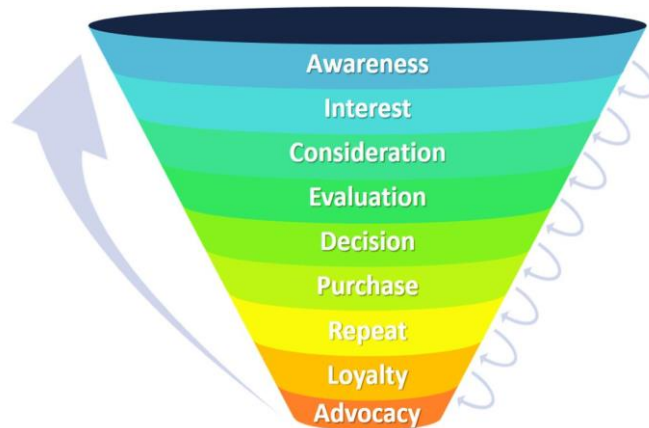 Awareness
Interest
Consideration
Evaluation
Decision
Purchase
Repeat
Loyalty
Advocacy